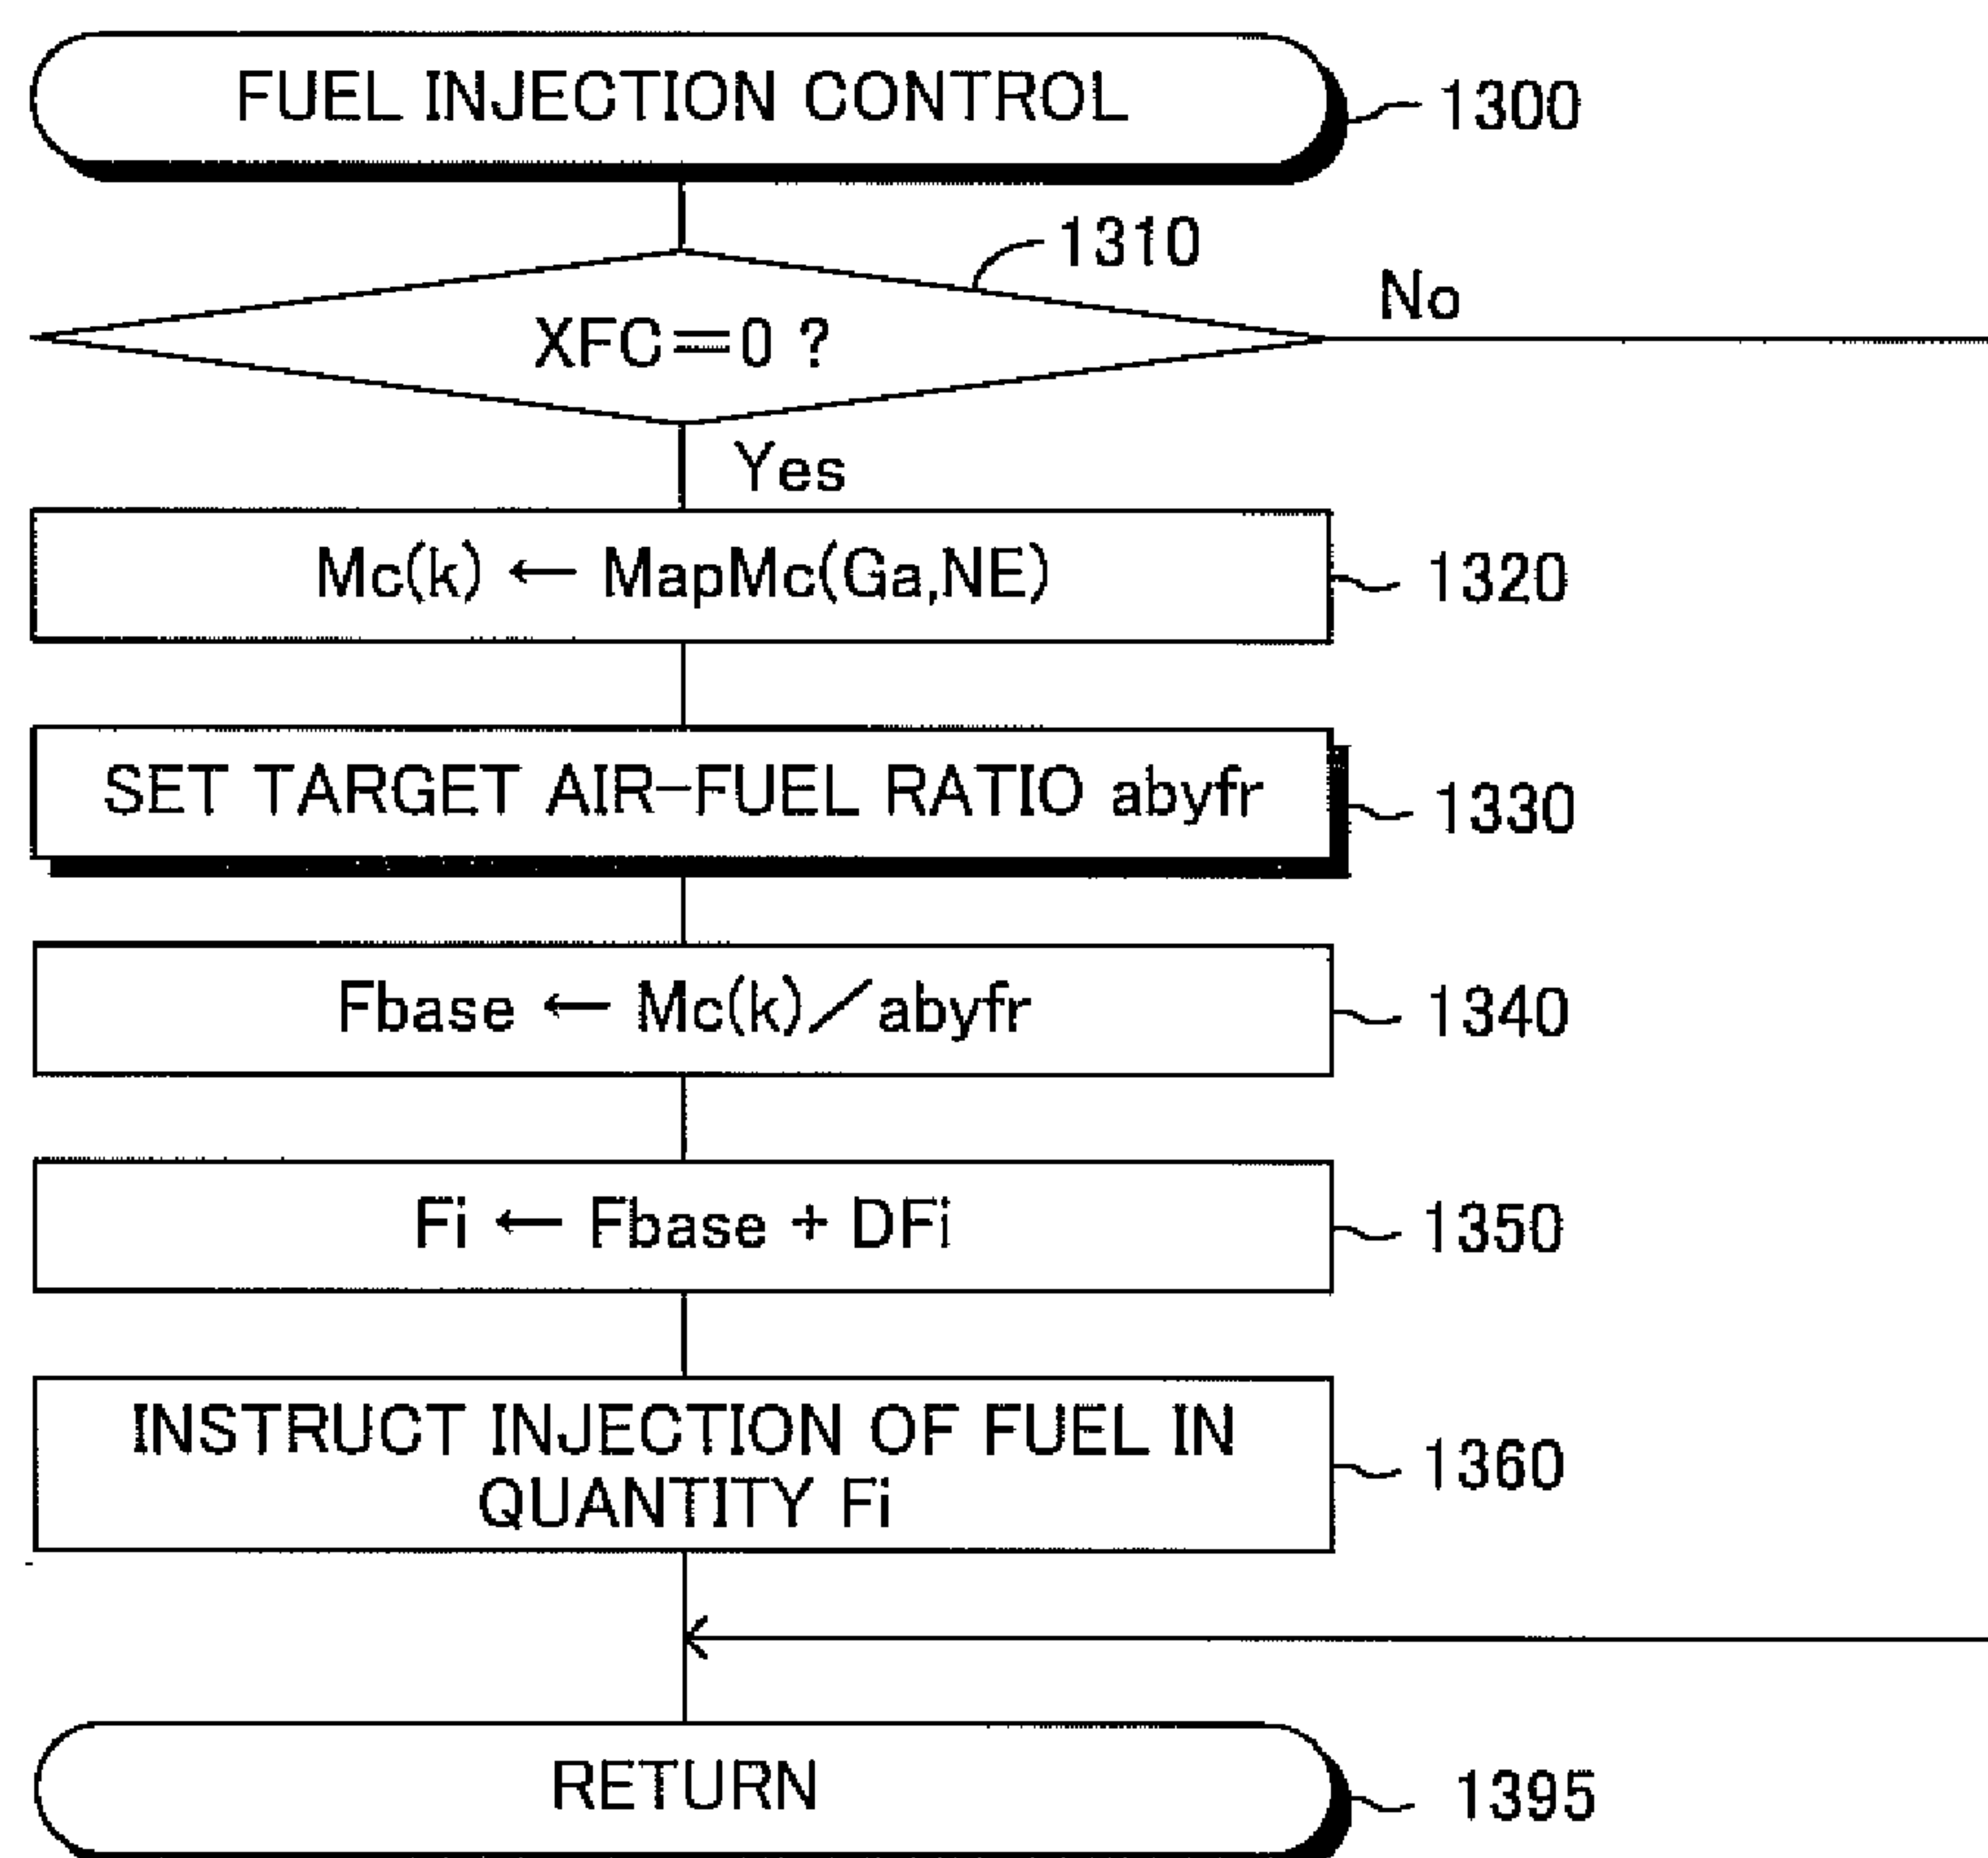 FUEL INJECTION CONTROL
1300
1310
No
XFC=0 ?
Yes
Mc(k) ← MapMc(Ga,NE)
1320
SET TARGET AIR-FUEL RATIO abyfr
1330
Fbase ← Mc(k)/abyfr
1340
Fi ← Fbase + DFi
1350
INSTRUCT INJECTION OF FUEL IN
QUANTITY Fi
1360
RETURN
1395